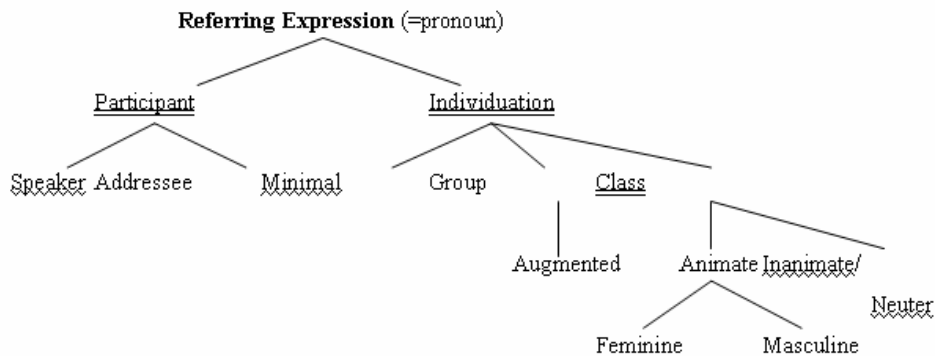 Referring Expression (=pronoun)
Participant Individuation
Speaker Addressee Minimal Group Class
Augmented Animate Inanimate/
Neuter
Feminine Masculine